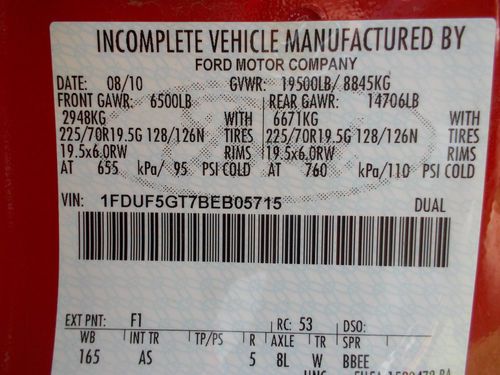 INCOMPLETE VEHICLE MANUFACTURED BY
FORD MOTOR COMPANY
DATE: 08/10 GVWR: 19500LB/ 8845KG
FRONT GAWR: 6500LB REAR GAWR: 14706LB
2948KG WITH 6671KG WITH
225/70R19.5G 128/126N TIRES 225/70R19.5G 128/126N TIRES
19.5x6.0RW RIMS 19.5x6.0RW RIMS
AT 655 kPa/ 95 PSI COLD AT 760 kPa/110 PSI COLD
VIN: 1FDUF5GT7BEB05715 DUAL
EXT PNT: F1 RC: 53 DSO:
WB INT TR TP/PS R AXLE TR SPR
165 AS 5 8L W BBEE